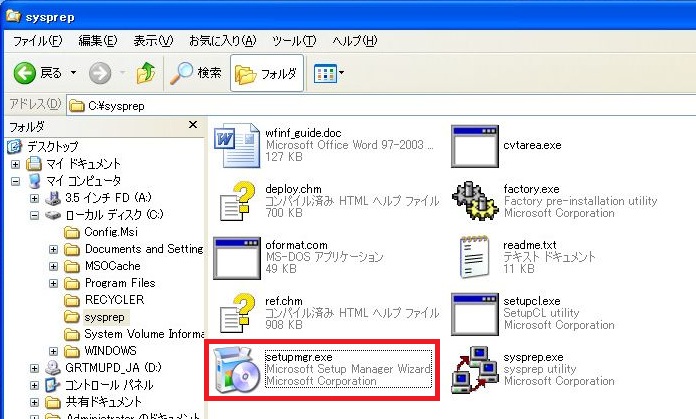 sysprep
ファイル(F) 編集(E) 表示(V) お気に入り(A) ツール(T) ヘルプ(H)
戻る 検索 フォルダ
アドレス(D) C:¥sysprep
フォルダ ×
デスクトップ
マイ ドキュメント
マイ コンピュータ
3.5 インチ FD (A:)
ローカル ディスク (C:)
Config.Msi
Documents and Setting
MSOCache
Program Files
RECYCLER
sysprep
System Volume Informa
WINDOWS
GRTMUPD_JA (D:)
コントロール パネル
共有ドキュメント
Administrator のドキュメント
wfinf_guide.doc
Microsoft Office Word 97-2003 ...
127 KB
cvtarea.exe
deploy.chm
コンパイル済み HTML ヘルプ ファイル
700 KB
factory.exe
Factory pre-installation utility
Microsoft Corporation
oformat.com
MS-DOS アプリケーション
49 KB
readme.txt
テキスト ドキュメント
11 KB
ref.chm
コンパイル済み HTML ヘルプ ファイル
908 KB
setupcl.exe
SetupCL utility
Microsoft Corporation
setupmgr.exe
Microsoft Setup Manager Wizard
Microsoft Corporation
sysprep.exe
sysprep utility
Microsoft Corporation